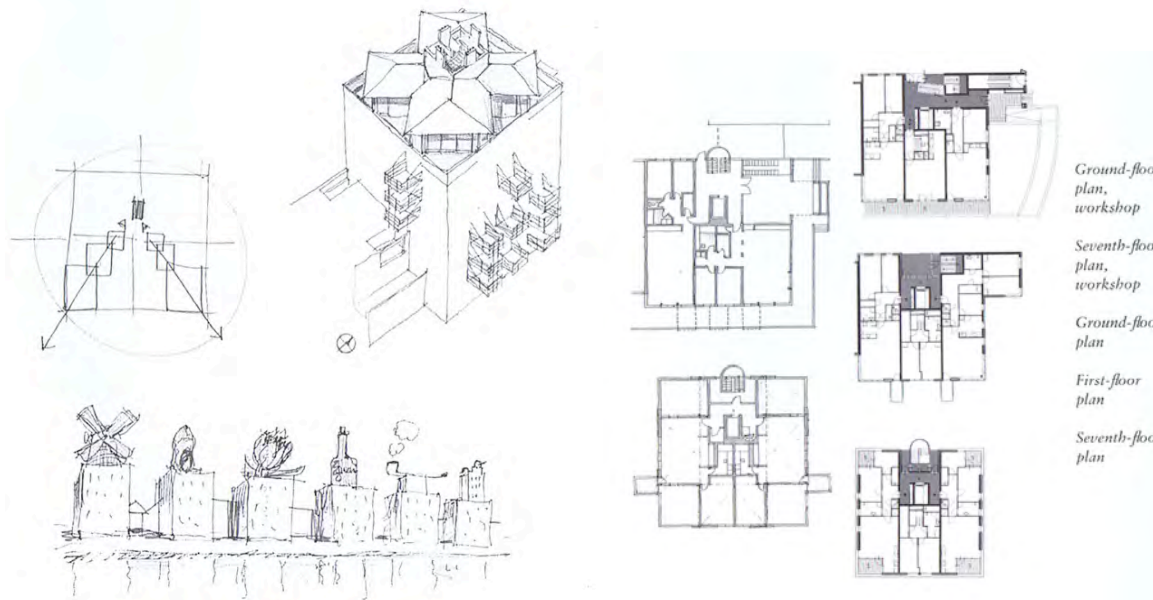 Ground-floo
plan,
workshop
Seventh-floo
plan,
workshop
Ground-floo
plan
First-floor
plan
Seventh-floo
plan